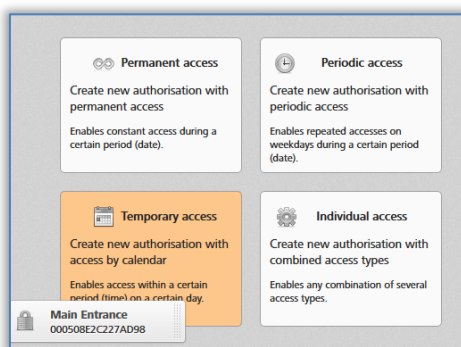 Permanent access
Create new authorisation with
permanent access
Enables constant access during a
certain period (date).
Periodic access
Create new authorisation with
periodic access
Enables repeated accesses on
weekdays during a certain period
(date).
Temporary access
Create new authorisation with
access by calendar
Enables access within a certain
period (time) on a certain day.
Individual access
Create new authorisation with
combined access types
Enables any combination of several
access types.
Main Entrance
000508E2C227AD98